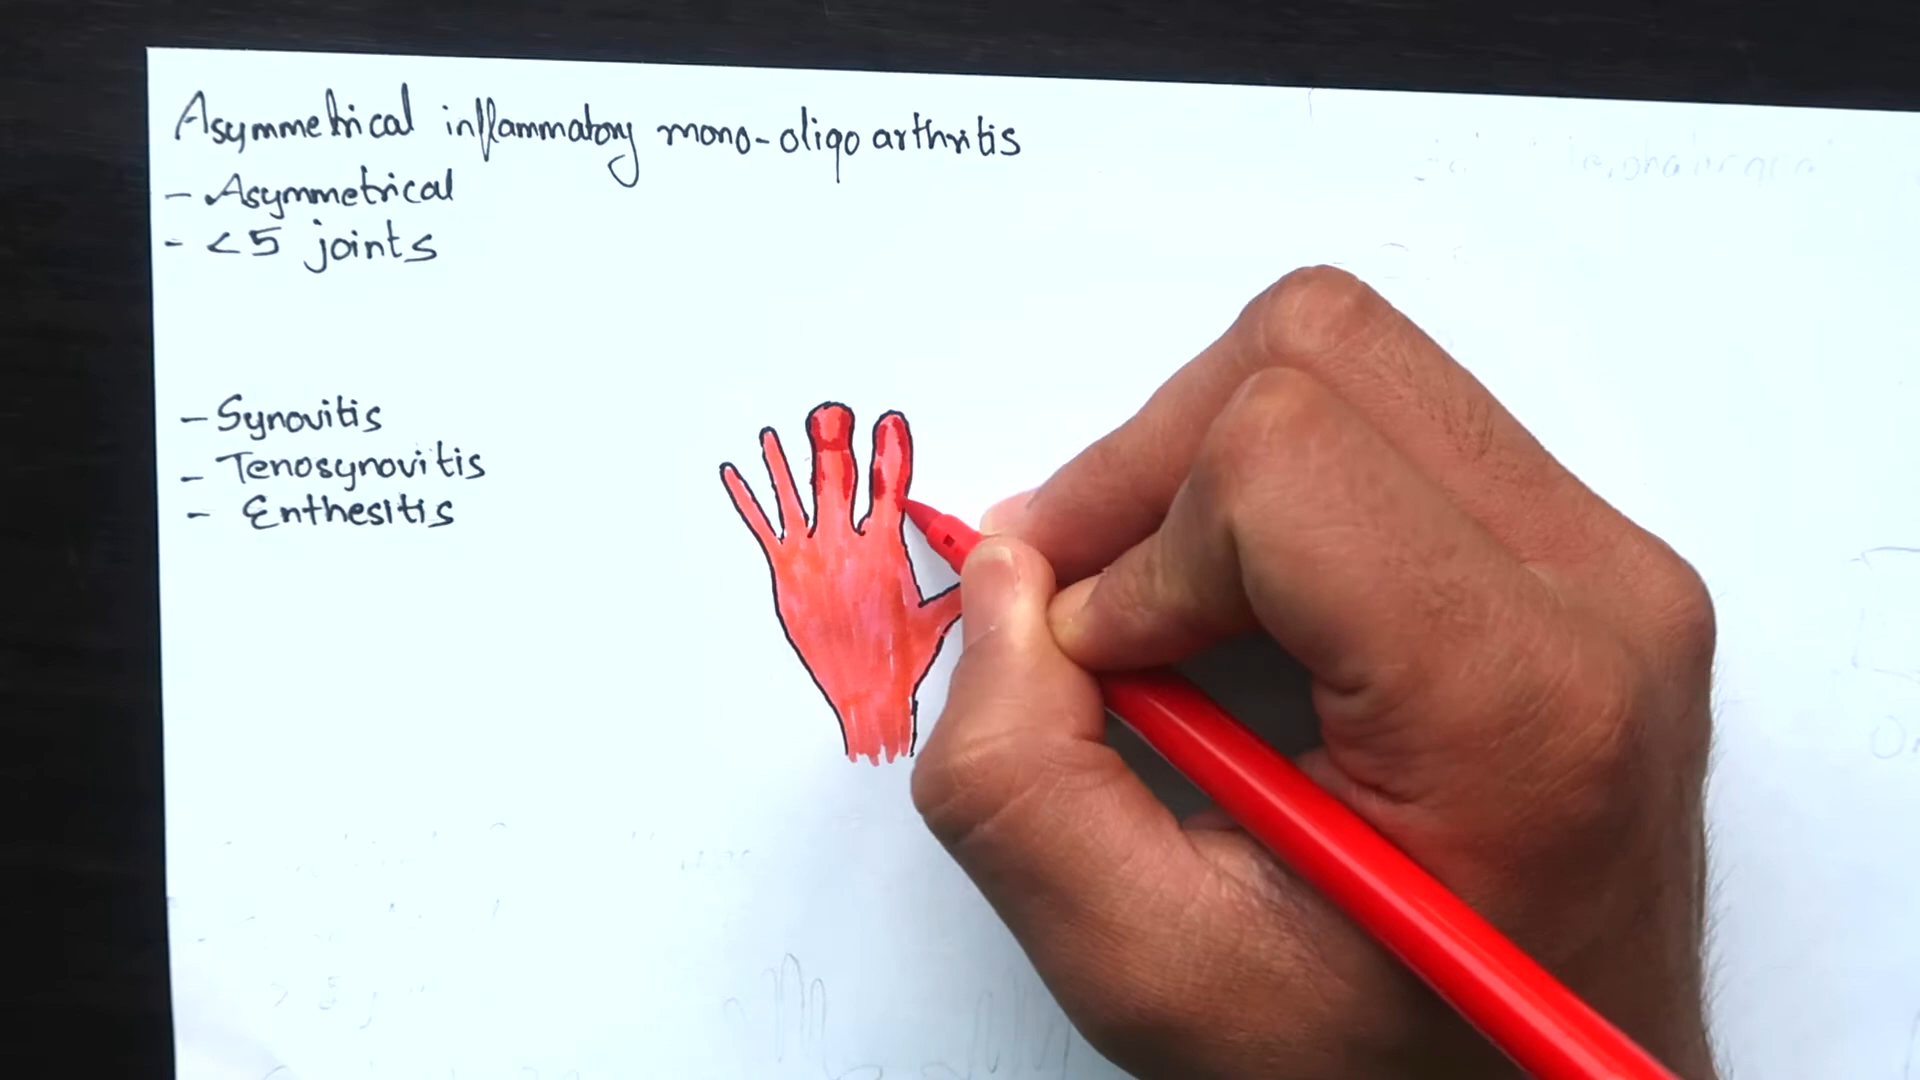 Asymmetrical inflammatory mono-oligo arthritis
- Asymmetrical
- <5 joints
- Synovitis
- Tenosynovitis
- Enthesitis